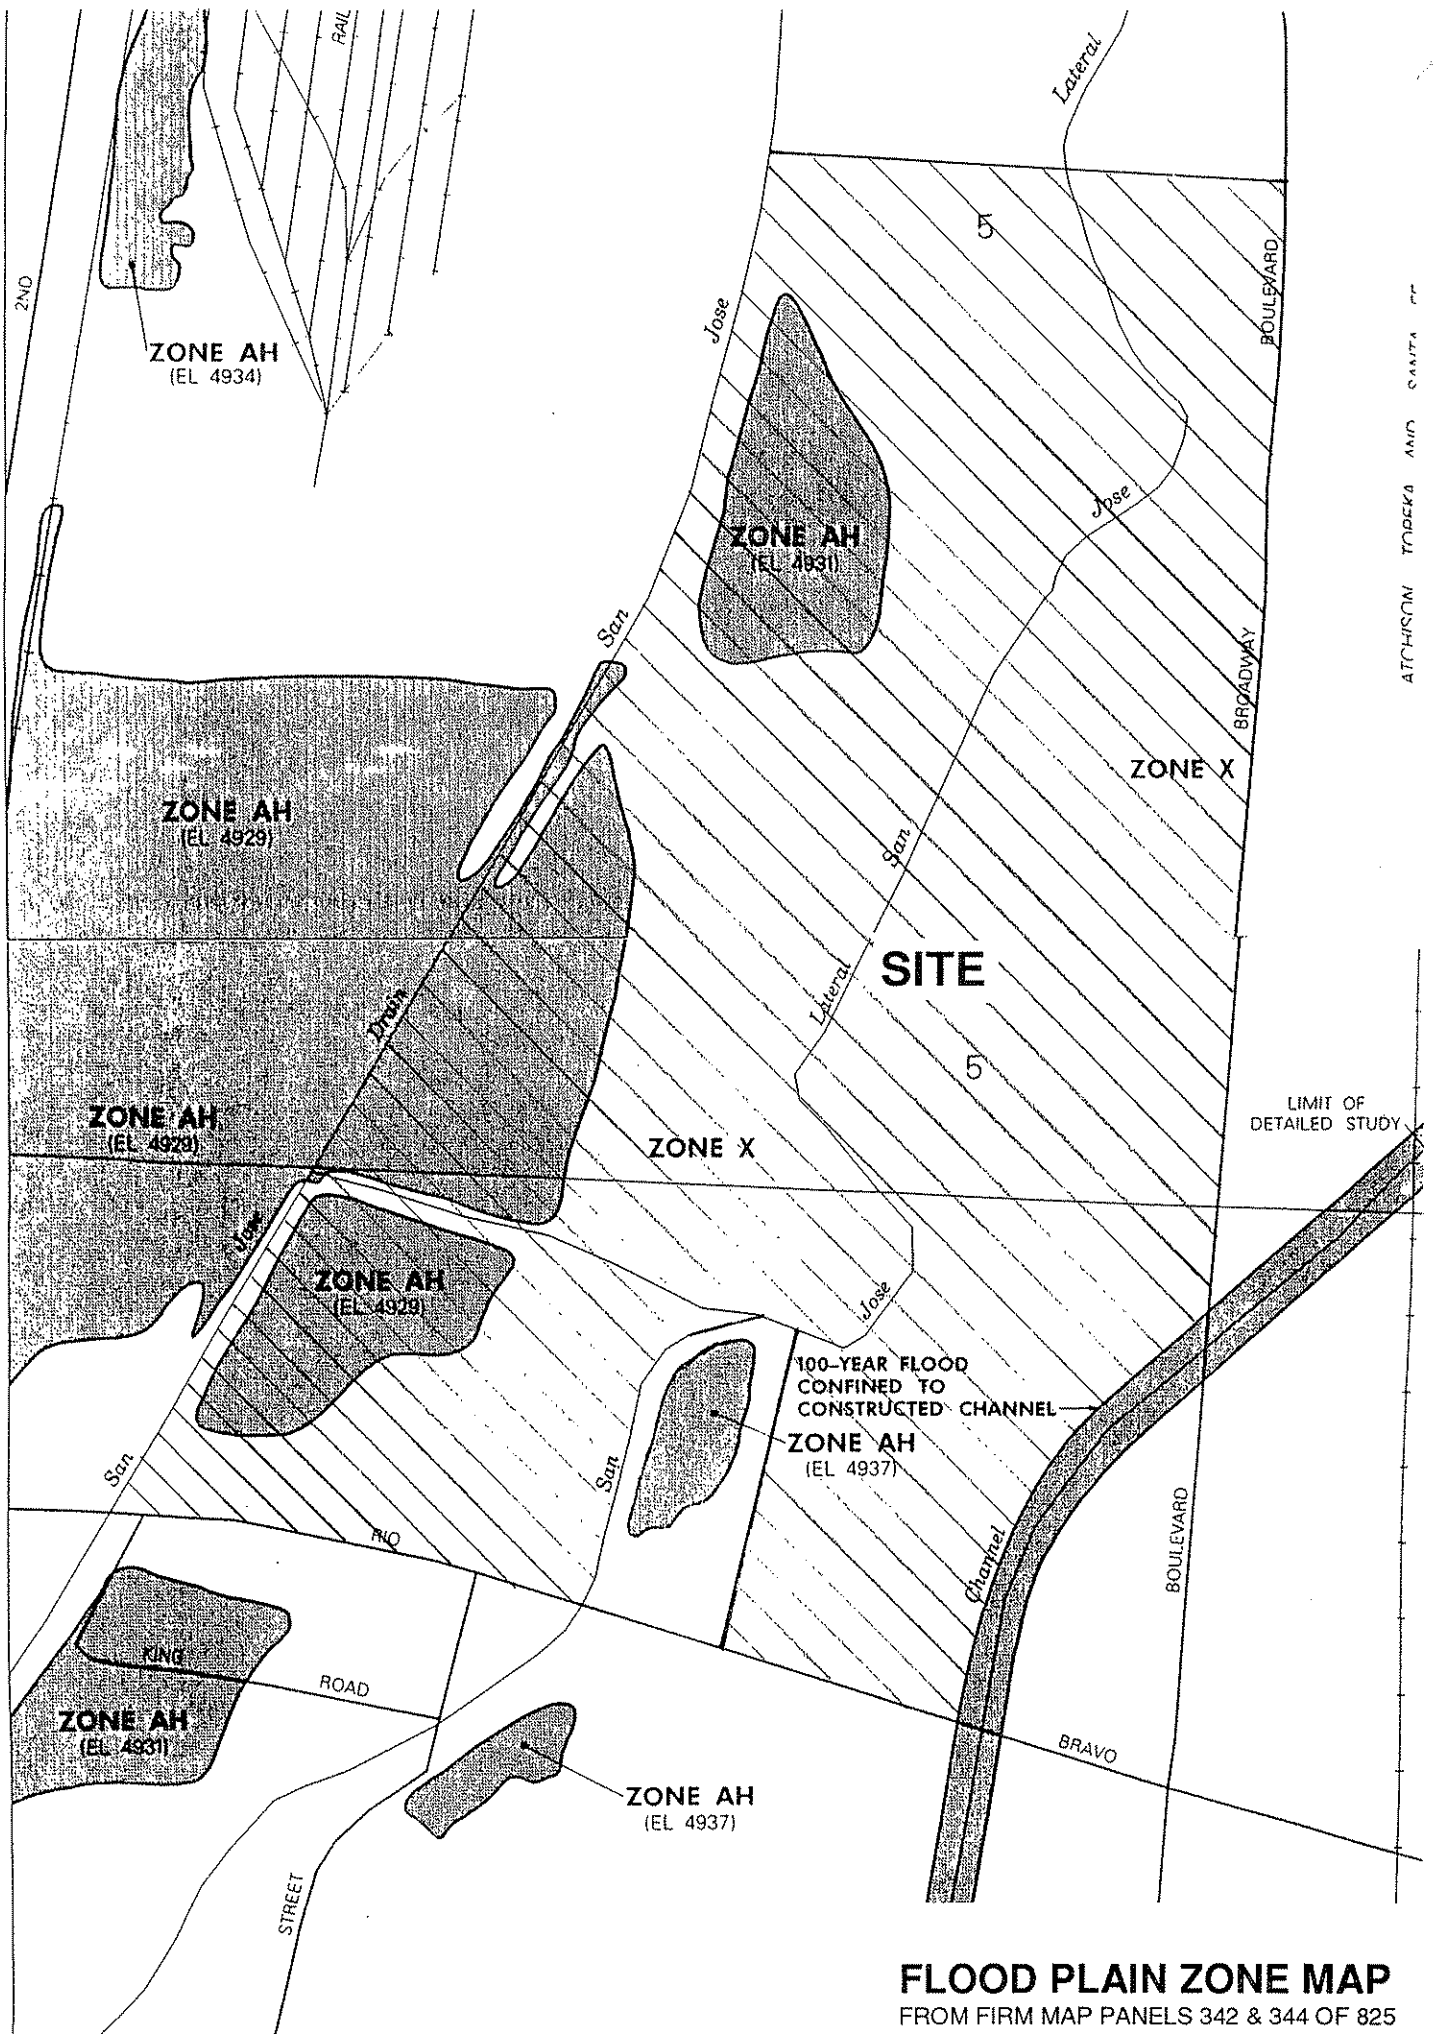 RAIL
Lateral
5
2ND
BOULEVARD
ZONE AH
(EL 4934)
Jose
ATCHISON TOPEKA AND SANTA
Jose
ZONE AH
(EL 4931)
San
BROADWAY
ZONE X
ZONE AH
(EL 4929)
San
SITE
Lateral
Drain
5
LIMIT OF
DETAILED STUDY
ZONE AH
(EL 4929)
ZONE X
Jose
ZONE AH
(EL 4929)
Jose
100-YEAR FLOOD
CONFINED TO
CONSTRUCTED CHANNEL
ZONE AH
(EL 4937)
San
San
BOULEVARD
RIO
Channel
KING
ROAD
ZONE AH
(EL 4931)
BRAVO
ZONE AH
(EL 4937)
STREET
FLOOD PLAIN ZONE MAP
FROM FIRM MAP PANELS 342 & 344 OF 825